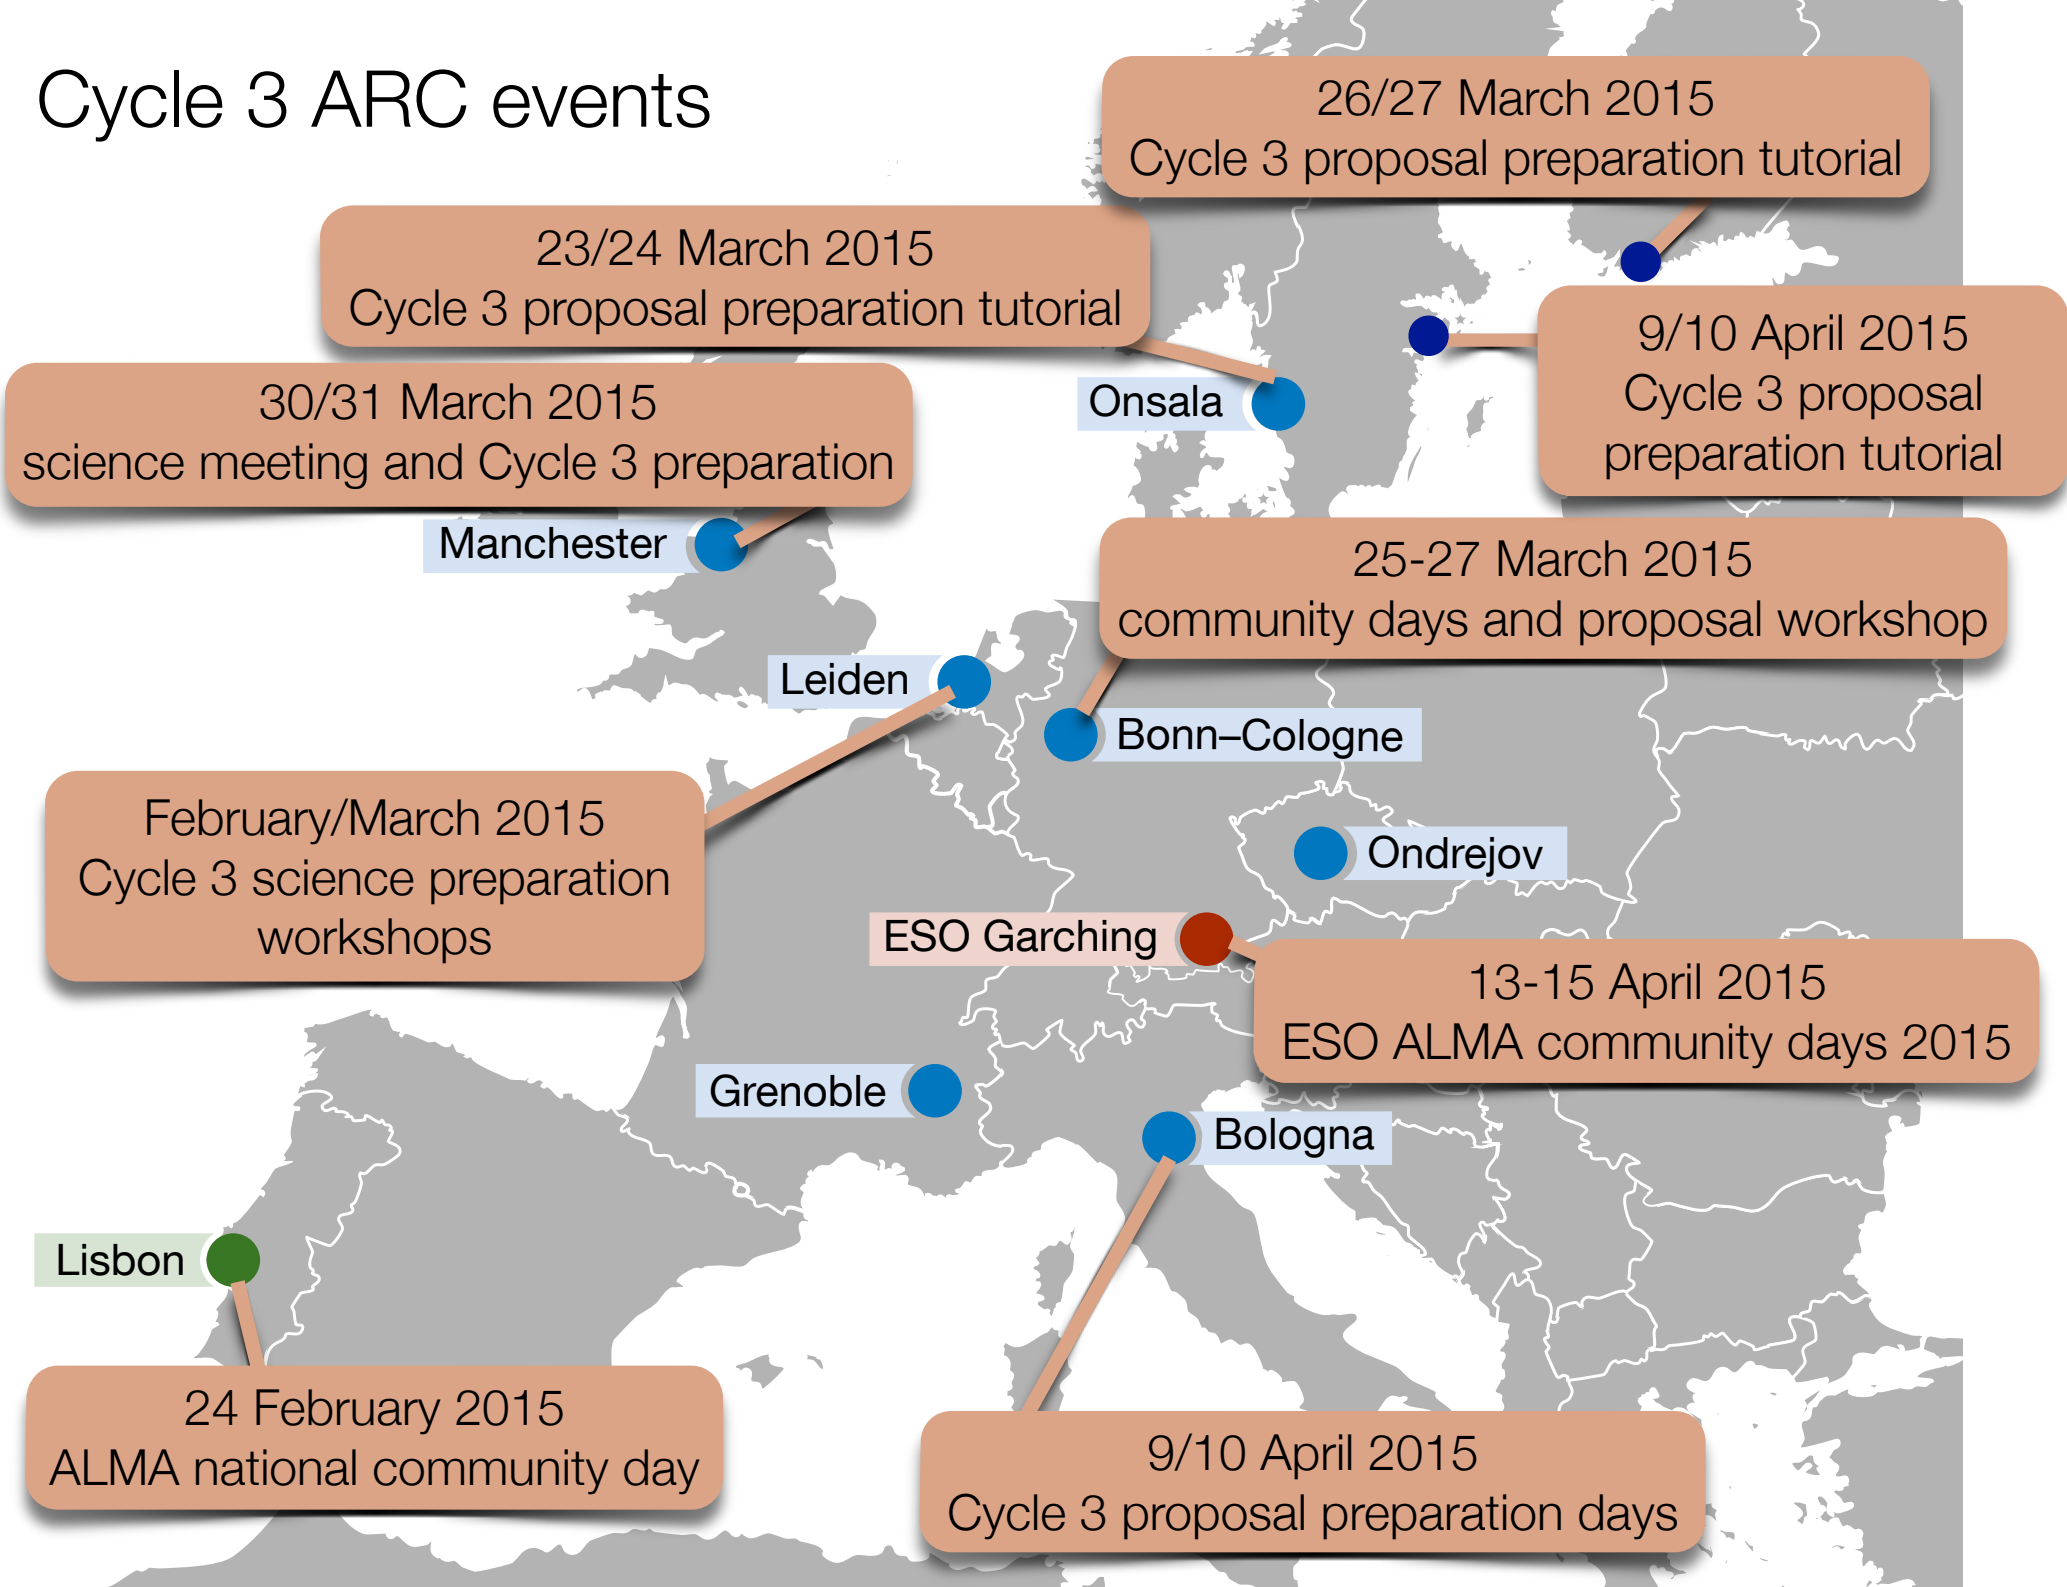 Cycle 3 ARC events
26/27 March 2015
Cycle 3 proposal preparation tutorial
23/24 March 2015
Cycle 3 proposal preparation tutorial
9/10 April 2015
Cycle 3 proposal
preparation tutorial
Onsala
30/31 March 2015
science meeting and Cycle 3 preparation
Manchester
25-27 March 2015
community days and proposal workshop
Leiden
Bonn–Cologne
February/March 2015
Cycle 3 science preparation
workshops
Ondrejov
ESO Garching
13-15 April 2015
ESO ALMA community days 2015
Grenoble
Bologna
Lisbon
24 February 2015
ALMA national community day
9/10 April 2015
Cycle 3 proposal preparation days